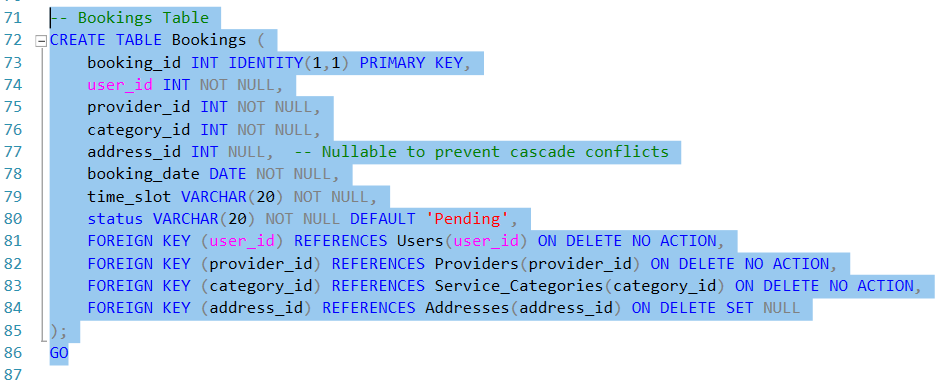 71 -- Bookings Table
72 CREATE TABLE Bookings (
73 booking_id INT IDENTITY(1,1) PRIMARY KEY,
74 user_id INT NOT NULL,
75 provider_id INT NOT NULL,
76 category_id INT NOT NULL,
77 address_id INT NULL,  -- Nullable to prevent cascade conflicts
78 booking_date DATE NOT NULL,
79 time_slot VARCHAR(20) NOT NULL,
80 status VARCHAR(20) NOT NULL DEFAULT 'Pending',
81 FOREIGN KEY (user_id) REFERENCES Users(user_id) ON DELETE NO ACTION,
82 FOREIGN KEY (provider_id) REFERENCES Providers(provider_id) ON DELETE NO ACTION,
83 FOREIGN KEY (category_id) REFERENCES Service_Categories(category_id) ON DELETE NO ACTION,
84 FOREIGN KEY (address_id) REFERENCES Addresses(address_id) ON DELETE SET NULL
85 );
86 GO
87